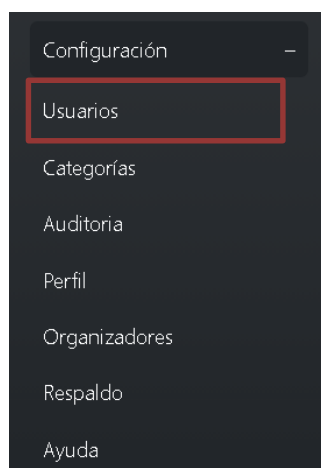 Configuración –
Usuarios
Categorías
Auditoria
Perfil
Organizadores
Respaldo
Ayuda